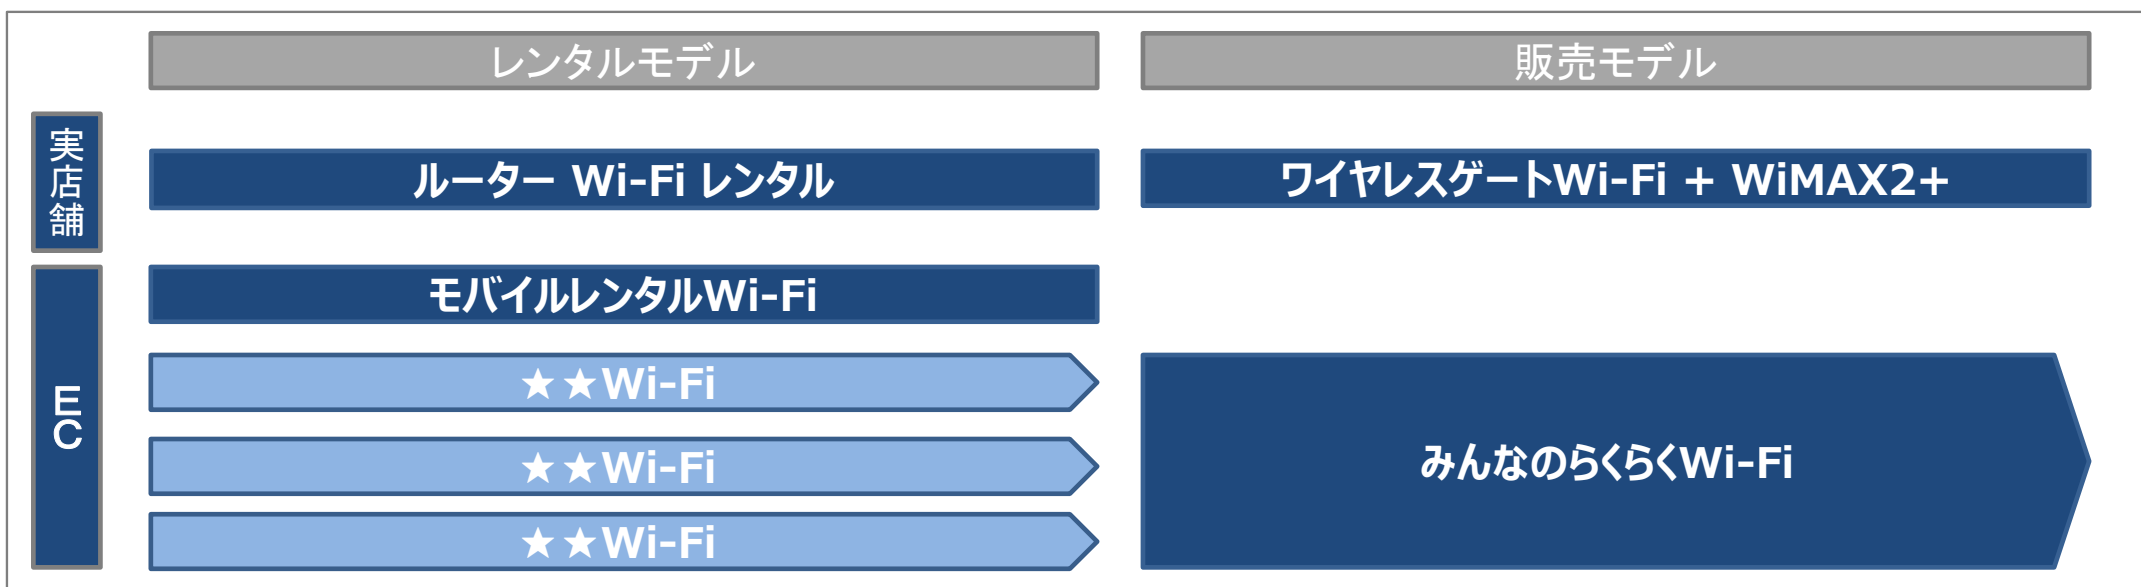 レンタルモデル
販売モデル
実店舗
ルーター Wi-Fi レンタル
ワイヤレスゲートWi-Fi + WiMAX2+
EC
モバイルレンタルWi-Fi
★★Wi-Fi
★★Wi-Fi
★★Wi-Fi
みんなのらくらくWi-Fi